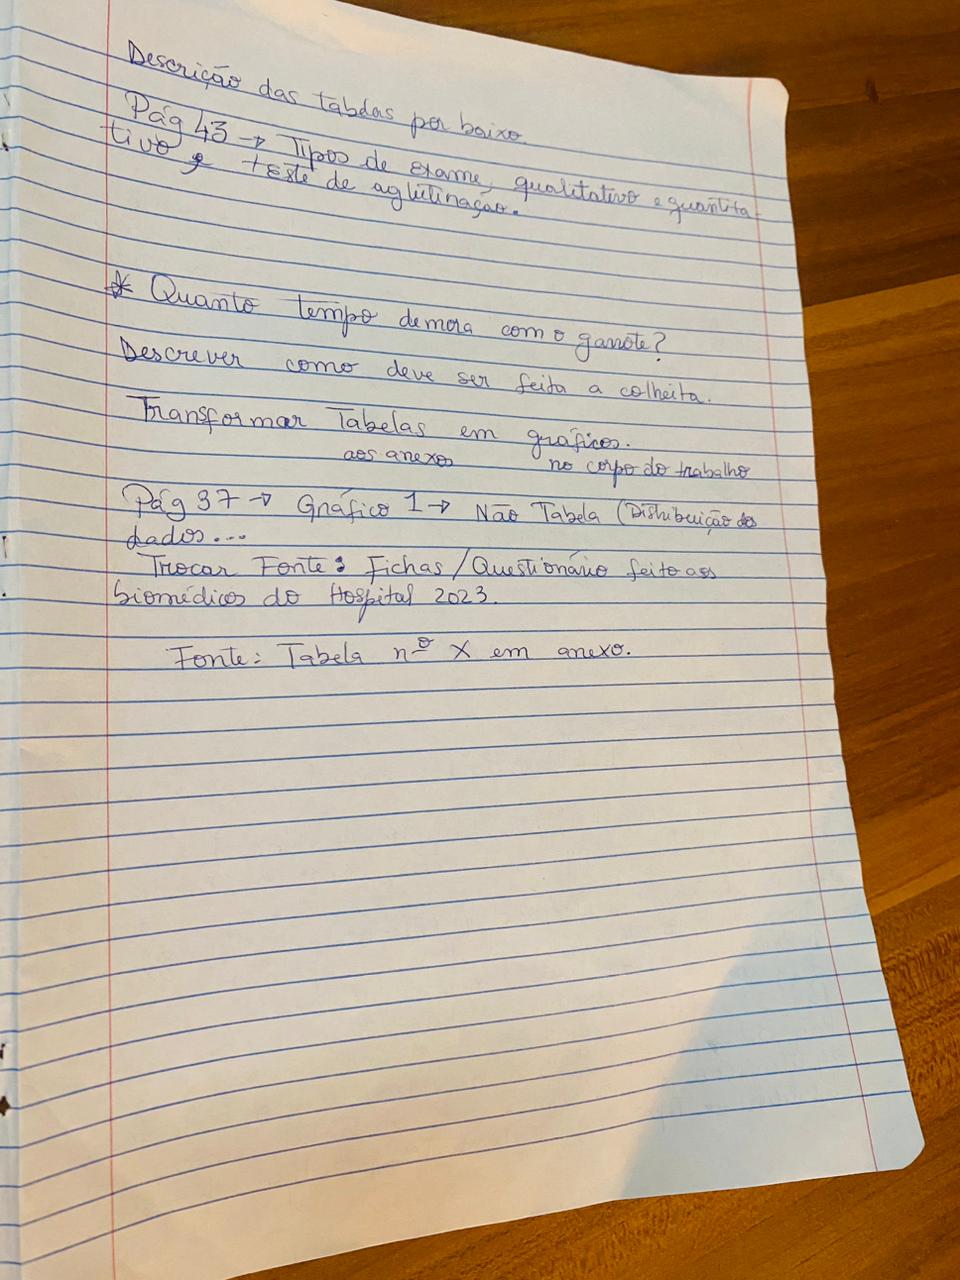 Descrição das tabelas por baixo.
Pág 43 → Tipos de exame, qualitativo e quantita-
tivo e teste de aglutinação.
* Quanto tempo demora com o garrote?
Descrever como deve ser feita a colheita.
Transformar Tabelas em gráficos.
aos anexos no corpo do trabalho
Pág 37 → Gráfico 1 → Não Tabela (Distribuição dos
dados...
Trocar Fonte: Fichas/Questionário feito aos
biomédicos do Hospital 2023.
Fonte: Tabela nº X em anexo.